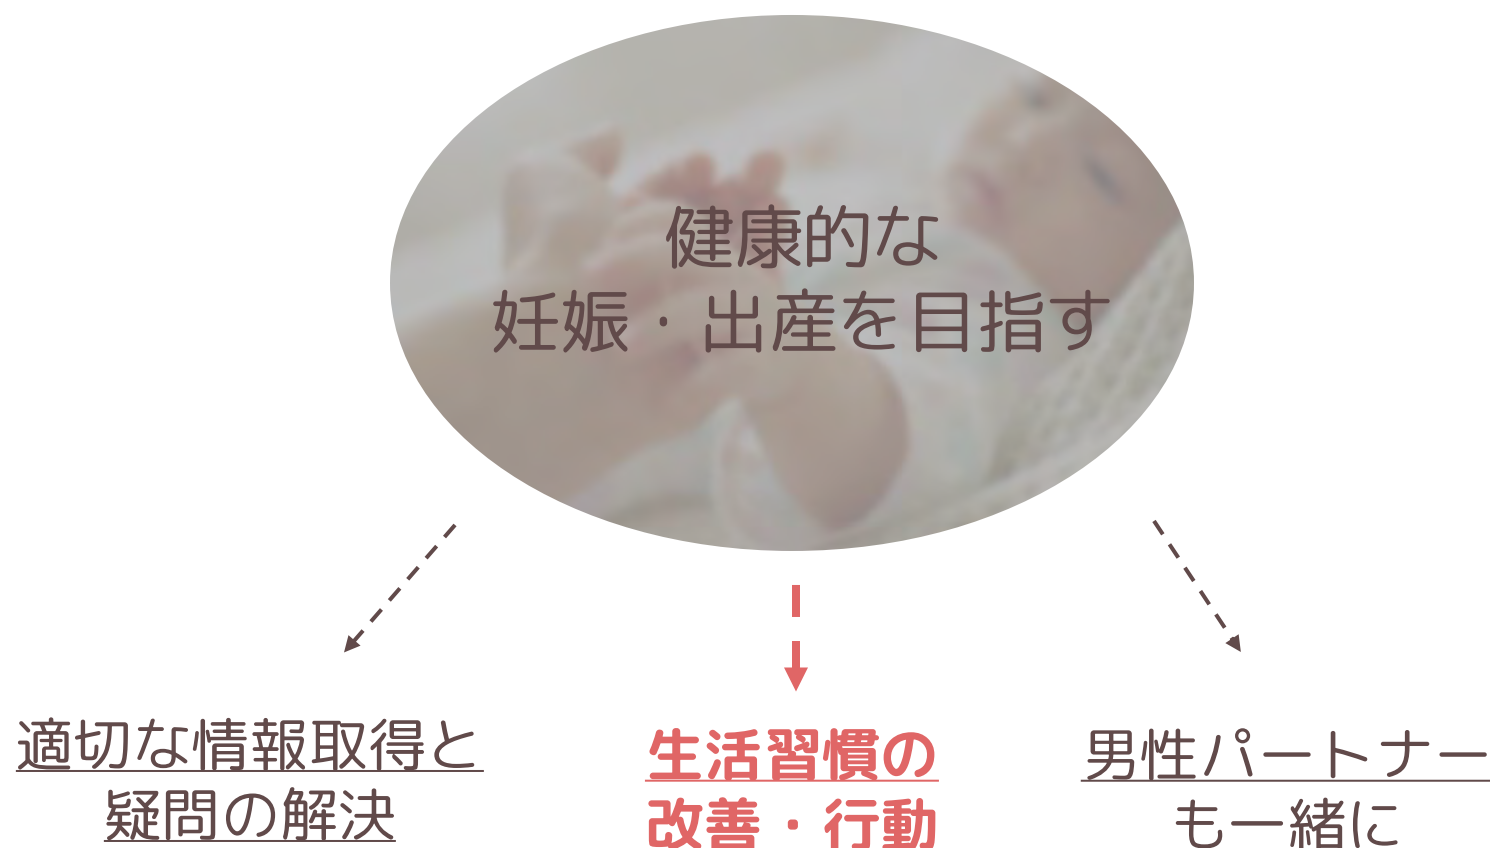 健康的な
妊娠・出産を目指す
適切な情報取得と
疑問の解決
生活習慣の
改善・行動
男性パートナー
も一緒に